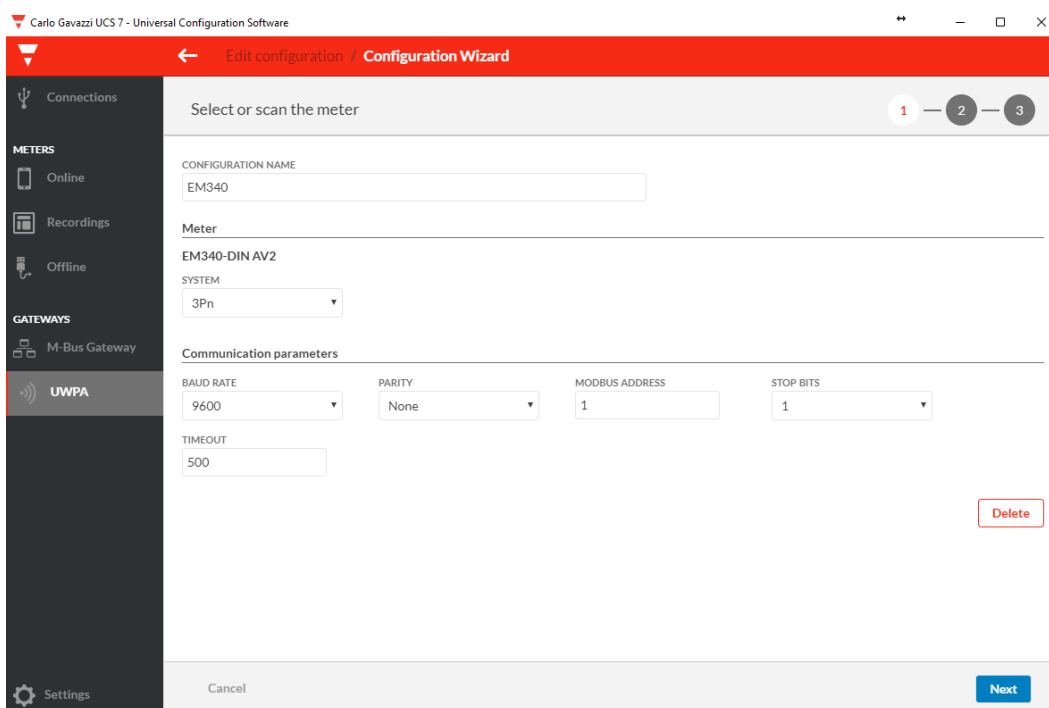 Carlo Gavazzi UCS 7 - Universal Configuration Software
Edit configuration / Configuration Wizard
Connections
METERS
Online
Recordings
Offline
GATEWAYS
M-Bus Gateway
UWPA
Settings
Select or scan the meter
1 2 3
CONFIGURATION NAME
EM340
Meter
EM340-DIN AV2
SYSTEM
3Pn
Communication parameters
BAUD RATE PARITY MODBUS ADDRESS STOP BITS
9600 None 1 1
TIMEOUT
500
Delete
Cancel Next